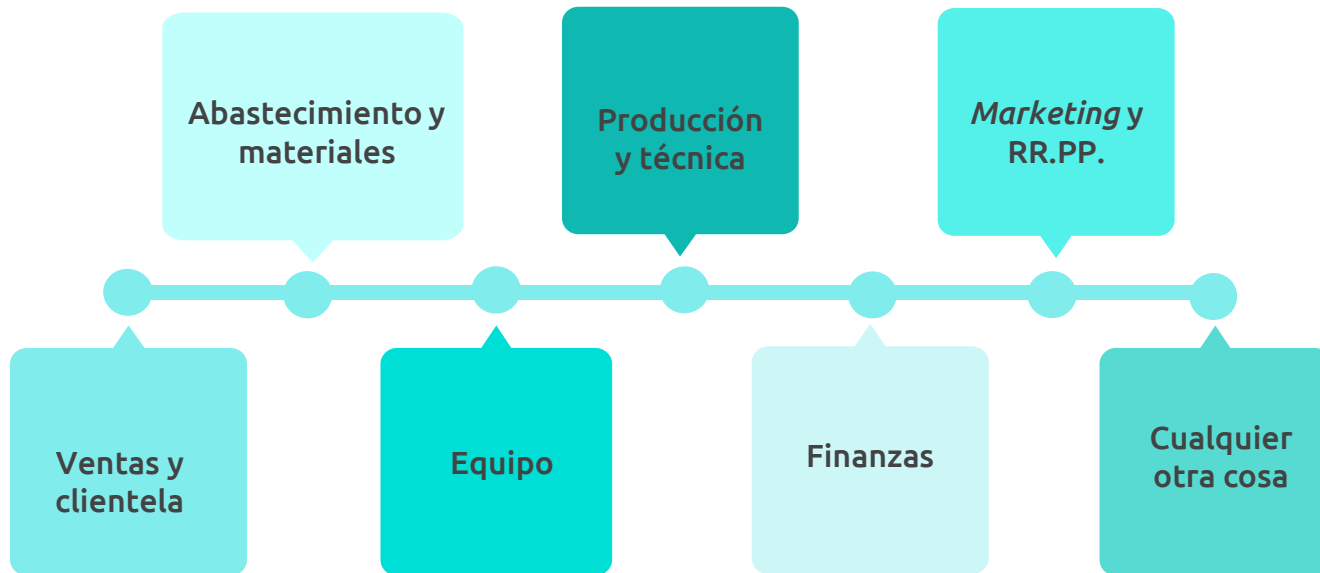 Abastecimiento y
materiales
Producción
y técnica
Marketing y
RR.PP.
Ventas y
clientela
Equipo
Finanzas
Cualquier
otra cosa